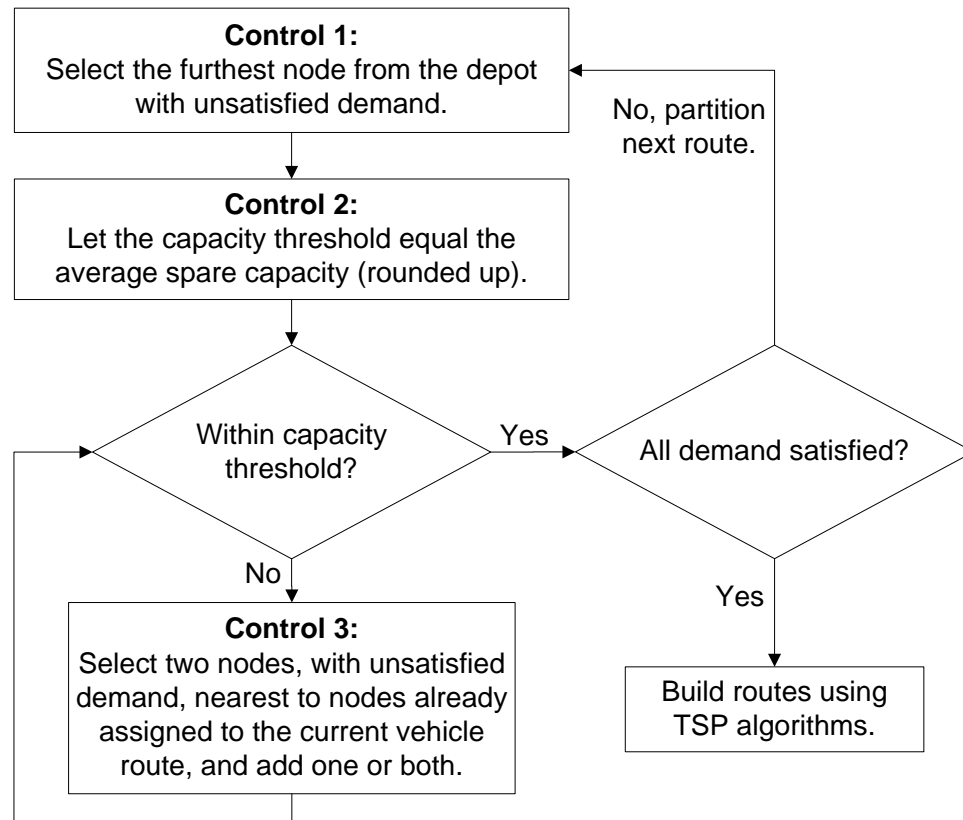 Control 1:
Select the furthest node from the depot
with unsatisfied demand.
No, partition
next route.
Control 2:
Let the capacity threshold equal the
average spare capacity (rounded up).
Within capacity
threshold?
Yes
All demand satisfied?
No
Yes
Control 3:
Select two nodes, with unsatisfied
demand, nearest to nodes already
assigned to the current vehicle
route, and add one or both.
Build routes using
TSP algorithms.